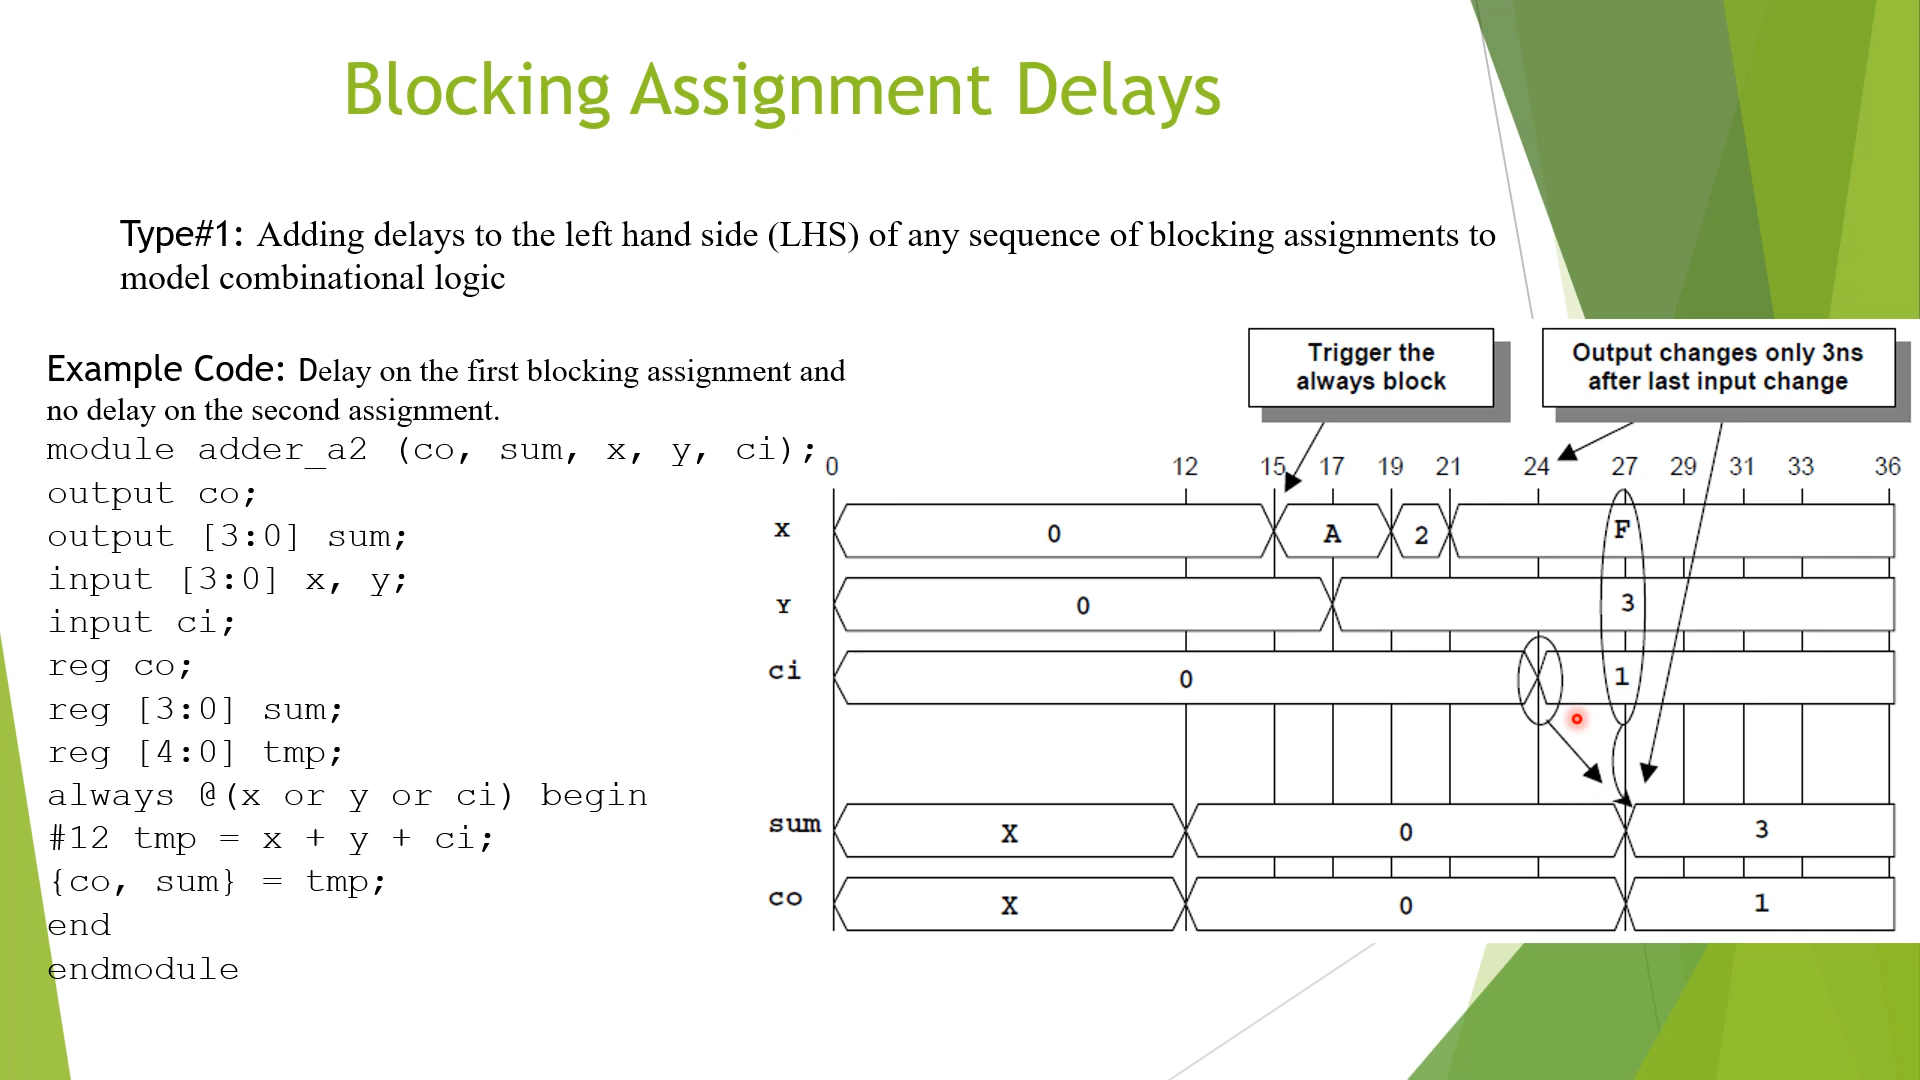 Blocking Assignment Delays
Type#1: Adding delays to the left hand side (LHS) of any sequence of blocking assignments to
model combinational logic
Example Code: Delay on the first blocking assignment and
no delay on the second assignment.
module adder_a2 (co, sum, x, y, ci);
output co;
output [3:0] sum;
input [3:0] x, y;
input ci;
reg co;
reg [3:0] sum;
reg [4:0] tmp;
always @(x or y or ci) begin
#12 tmp = x + y + ci;
{co, sum} = tmp;
end
endmodule
Trigger the
always block
Output changes only 3ns
after last input change
0 12 15 17 19 21 24 27 29 31 33 36
x 0 A 2 F
Y 0 3
ci 0 1
sum X 0 3
co X 0 1